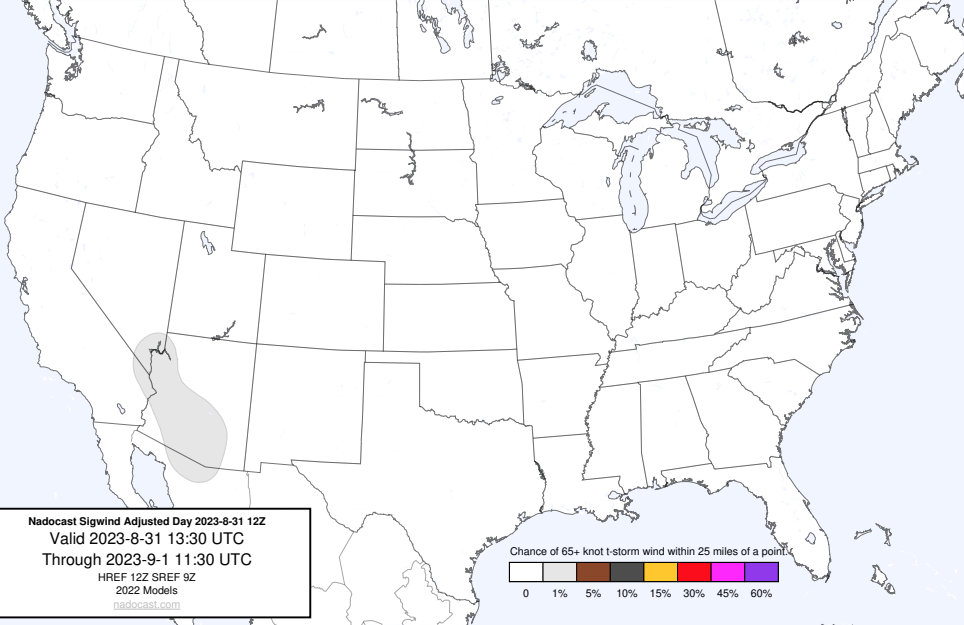 Nadocast Sigwind Adjusted Day 2023-8-31 12Z
Valid 2023-8-31 13:30 UTC
Through 2023-9-1 11:30 UTC
HREF 12Z SREF 9Z
2022 Models
nadocast.com
Chance of 65+ knot t-storm wind within 25 miles of a point.
0 1% 5% 10% 15% 30% 45% 60%